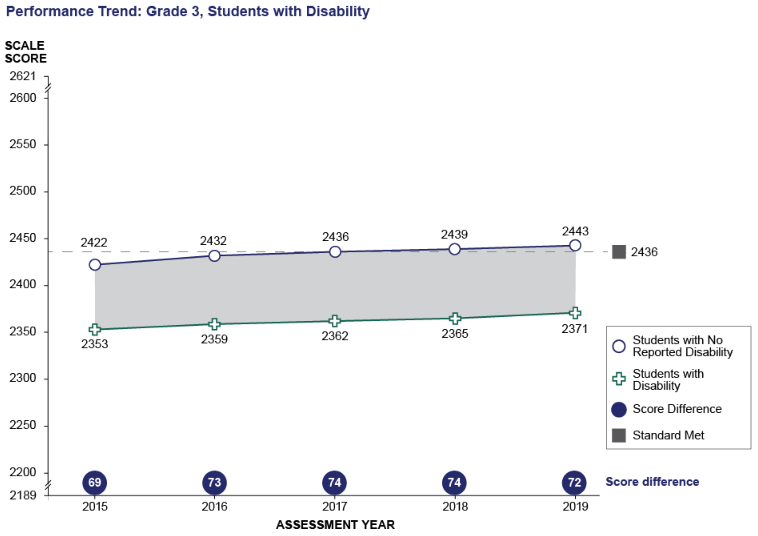 Performance Trend: Grade 3, Students with Disability
SCALE
SCORE
2621
2600
2550
2500
2450
2400
2350
2300
2250
2200
2189
2422
2432
2436
2439
2443
2436
2353
2359
2362
2365
2371
Students with No
Reported Disability
Students with
Disability
Score Difference
Standard Met
69
73
74
74
72
Score difference
2015
2016
2017
2018
2019
ASSESSMENT YEAR